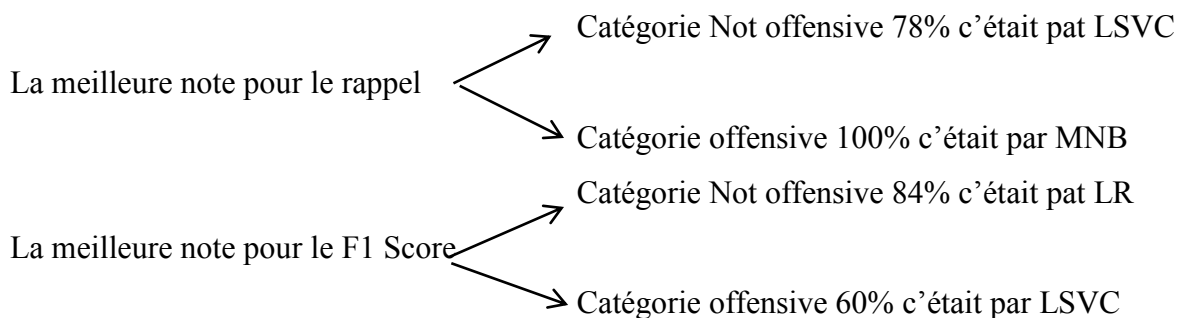 Catégorie Not offensive 78% c’était pat LSVC
La meilleure note pour le rappel
Catégorie offensive 100% c’était par MNB
Catégorie Not offensive 84% c’était pat LR
La meilleure note pour le F1 Score
Catégorie offensive 60% c’était par LSVC